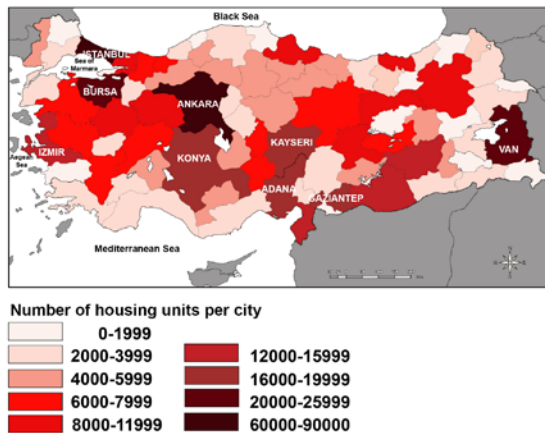 Black Sea
ISTANBUL
Sea of
Marmara
BURSA
ANKARA
IZMIR
Aegean
Sea
KONYA
KAYSERI
VAN
ADANA
GAZIANTEP
Mediterranean Sea
Number of housing units per city
0-1999
2000-3999
4000-5999
6000-7999
8000-11999
12000-15999
16000-19999
20000-25999
60000-90000